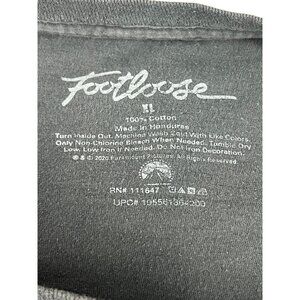 Footloose
XL
100% Cotton
Made in Honduras
Turn Inside Out. Machine Wash Cold With Like Colors.
Only Non-Chlorine Bleach When Needed. Tumble Dry
Low. Low Iron If Needed. Do Not Iron Decoration.
® & © 2020 Paramount Pictures. All Rights Reserved.
RN# 111647
UPC# 195561364200